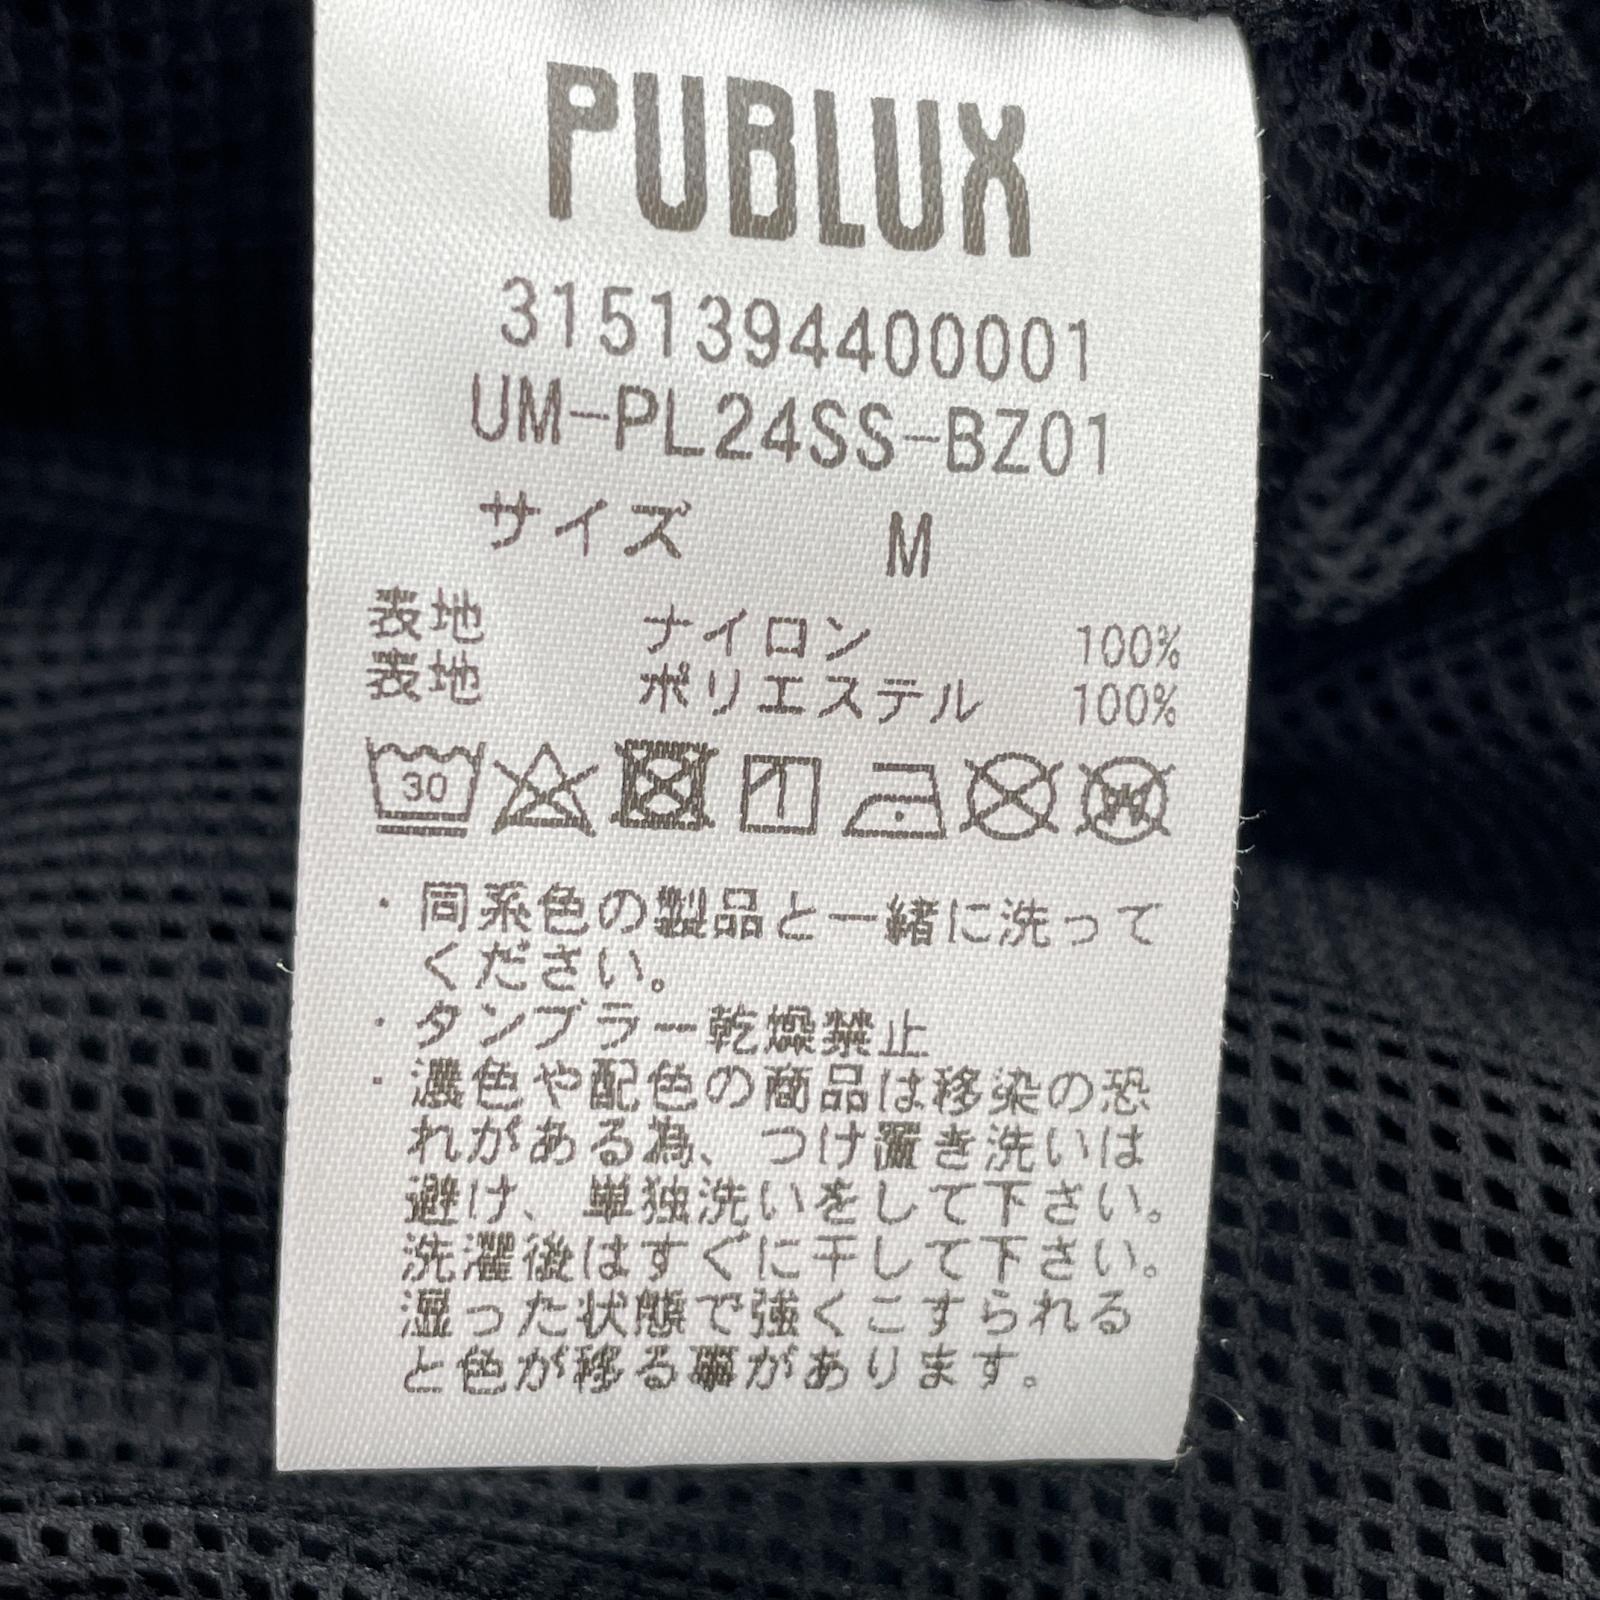 PUBLUX
3151394400001
UM-PL24SS-BZ01
サイズ M
表地 ナイロン 100%
表地 ポリエステル 100%
30
・同系色の製品と一緒に洗って
ください。
・タンブラー乾燥禁止
・濃色や配色の商品は移染の恐
れがある為、つけ置き洗いは
避け、単独洗いをして下さい。
洗濯後はすぐに干して下さい。
湿った状態で強くこすられる
と色が移る事があります。